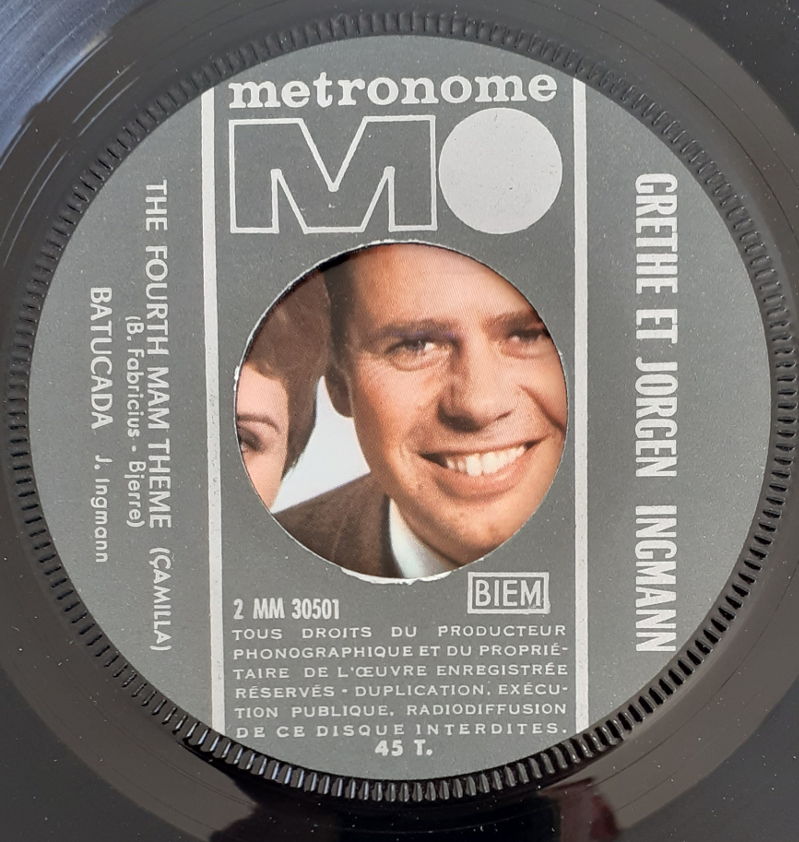 metronome
MO
GRETHE ET JORGEN INGMANN
THE FOURTH MAM THEME (ÇAMILLA)
(B. Fabricius - Bjerre)
BATUCADA J. Ingmann
2 MM 30501
BIEM
TOUS DROITS DU PRODUCTEUR
PHONOGRAPHIQUE ET DU PROPRIÉ-
TAIRE DE L'ŒUVRE ENREGISTRÉE
RÉSERVÉS - DUPLICATION, EXÉCU-
TION PUBLIQUE, RADIODIFFUSION
DE CE DISQUE INTERDITES.
45 T.